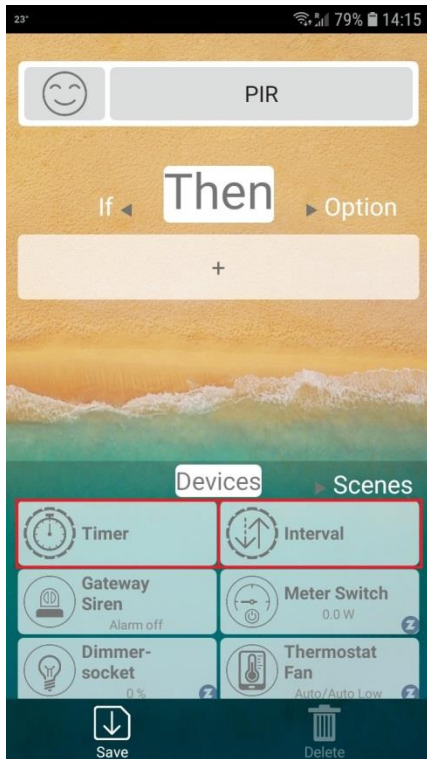 23° 79% 14:15
PIR
If Then Option
+
Devices Scenes
Timer Interval
Gateway Siren Meter Switch
Alarm off 0.0 W
Dimmer-socket Thermostat Fan
0 % Auto/Auto Low
Save Delete